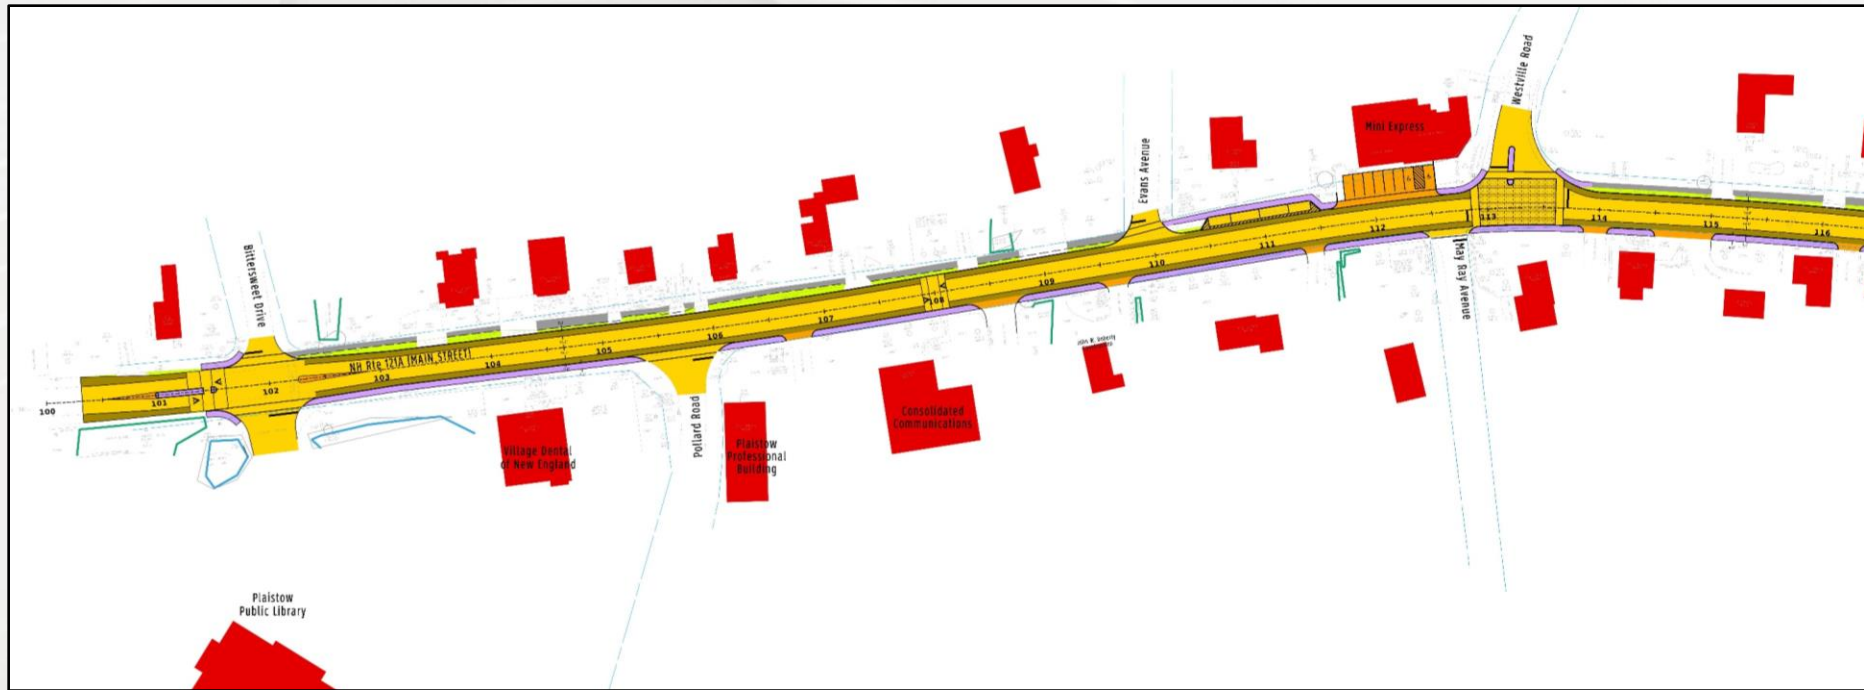 Westville Road
Mini Express
Evans Avenue
Bittersweet Drive
NH Rte 121A (MAIN STREET)
100
101
102
103
104
105
106
107
108
109
110
111
112
113
114
115
116
May Ray Avenue
Pollard Road
Consolidated
Communications
Village Dental
of New England
Plaistow
Professional
Building
Plaistow
Public Library